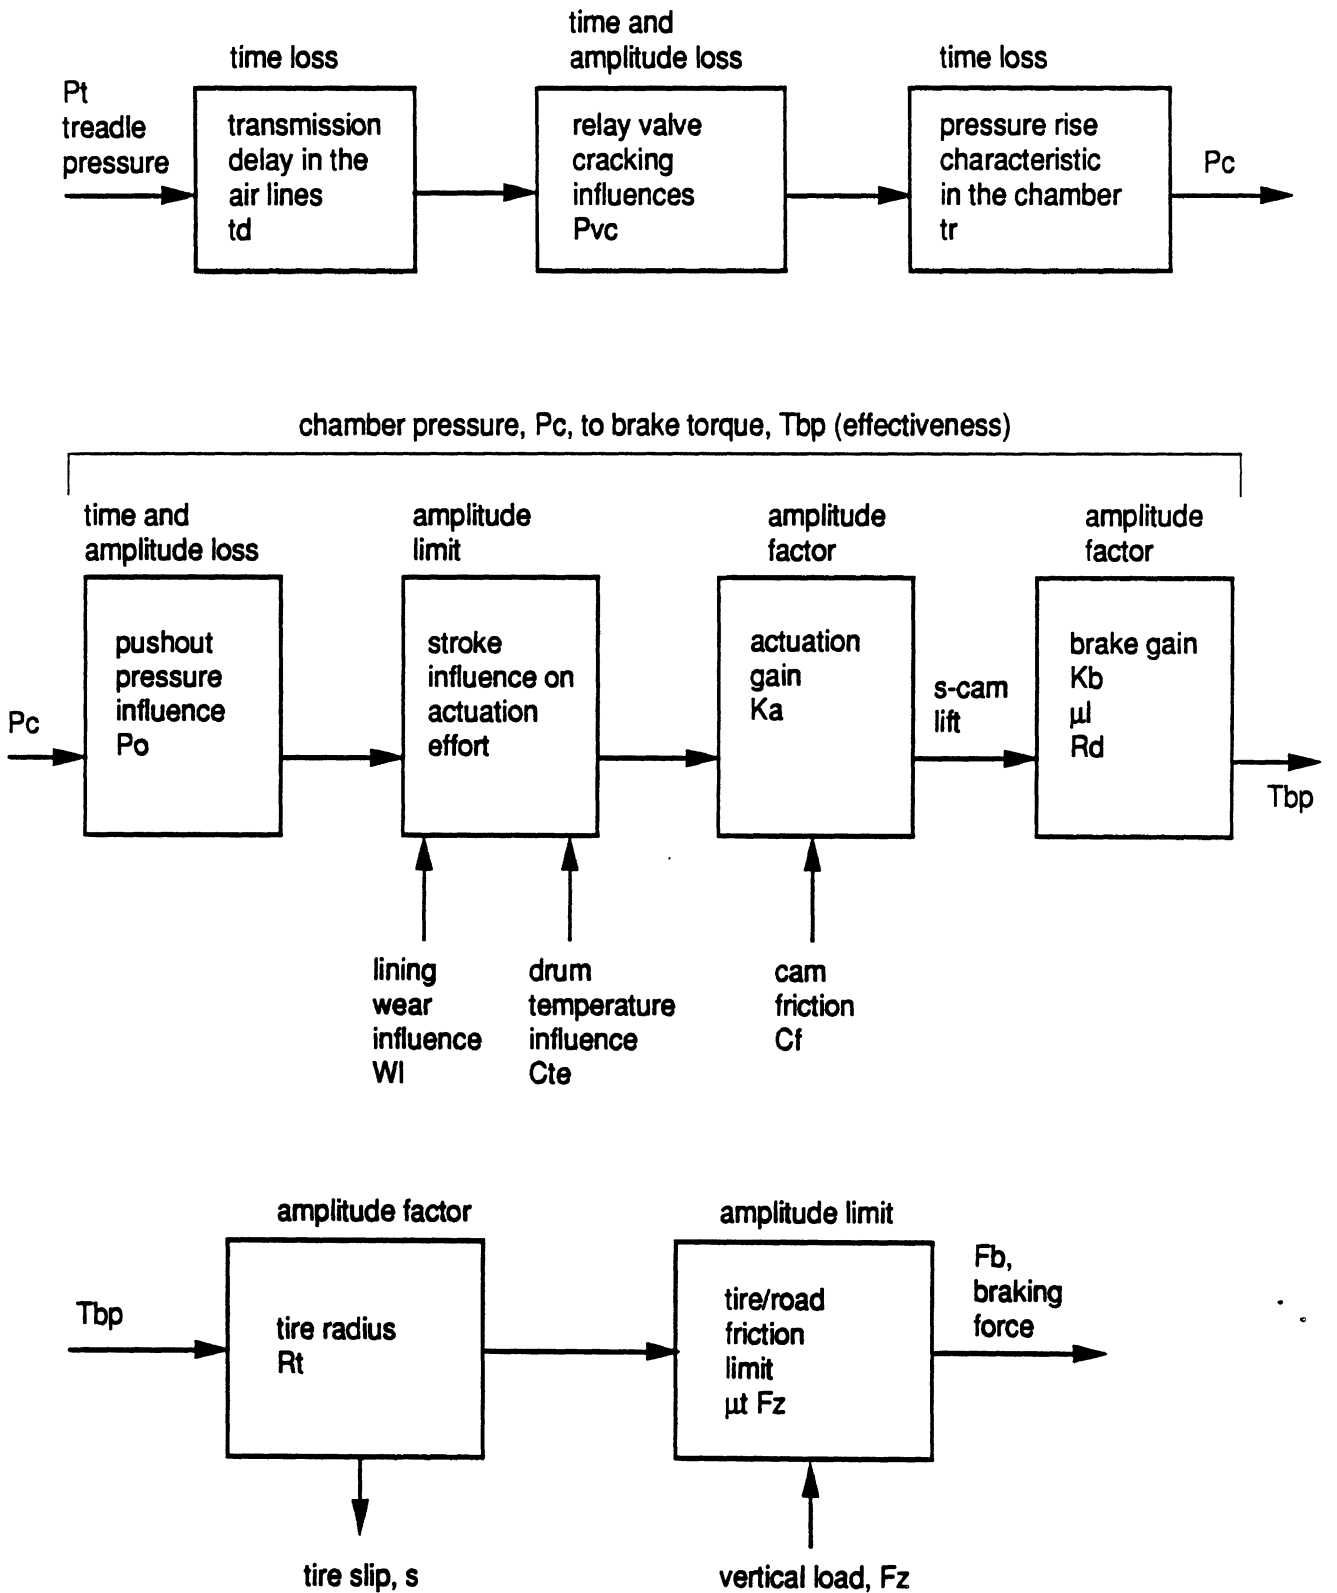 time loss
time and
amplitude loss
time loss
Pt
treadle
pressure
transmission
delay in the
air lines
td
relay valve
cracking
influences
Pvc
pressure rise
characteristic
in the chamber
tr
Pc
chamber pressure, Pc, to brake torque, Tbp (effectiveness)
time and
amplitude loss
amplitude
limit
amplitude
factor
amplitude
factor
Pc
pushout
pressure
influence
Po
stroke
influence on
actuation
effort
actuation
gain
Ka
s-cam
lift
brake gain
Kb
μl
Rd
Tbp
lining
wear
influence
Wl
drum
temperature
influence
Cte
cam
friction
Cf
amplitude factor
amplitude limit
Tbp
tire radius
Rt
tire/road
friction
limit
μt Fz
Fb,
braking
force
tire slip, s
vertical load, Fz